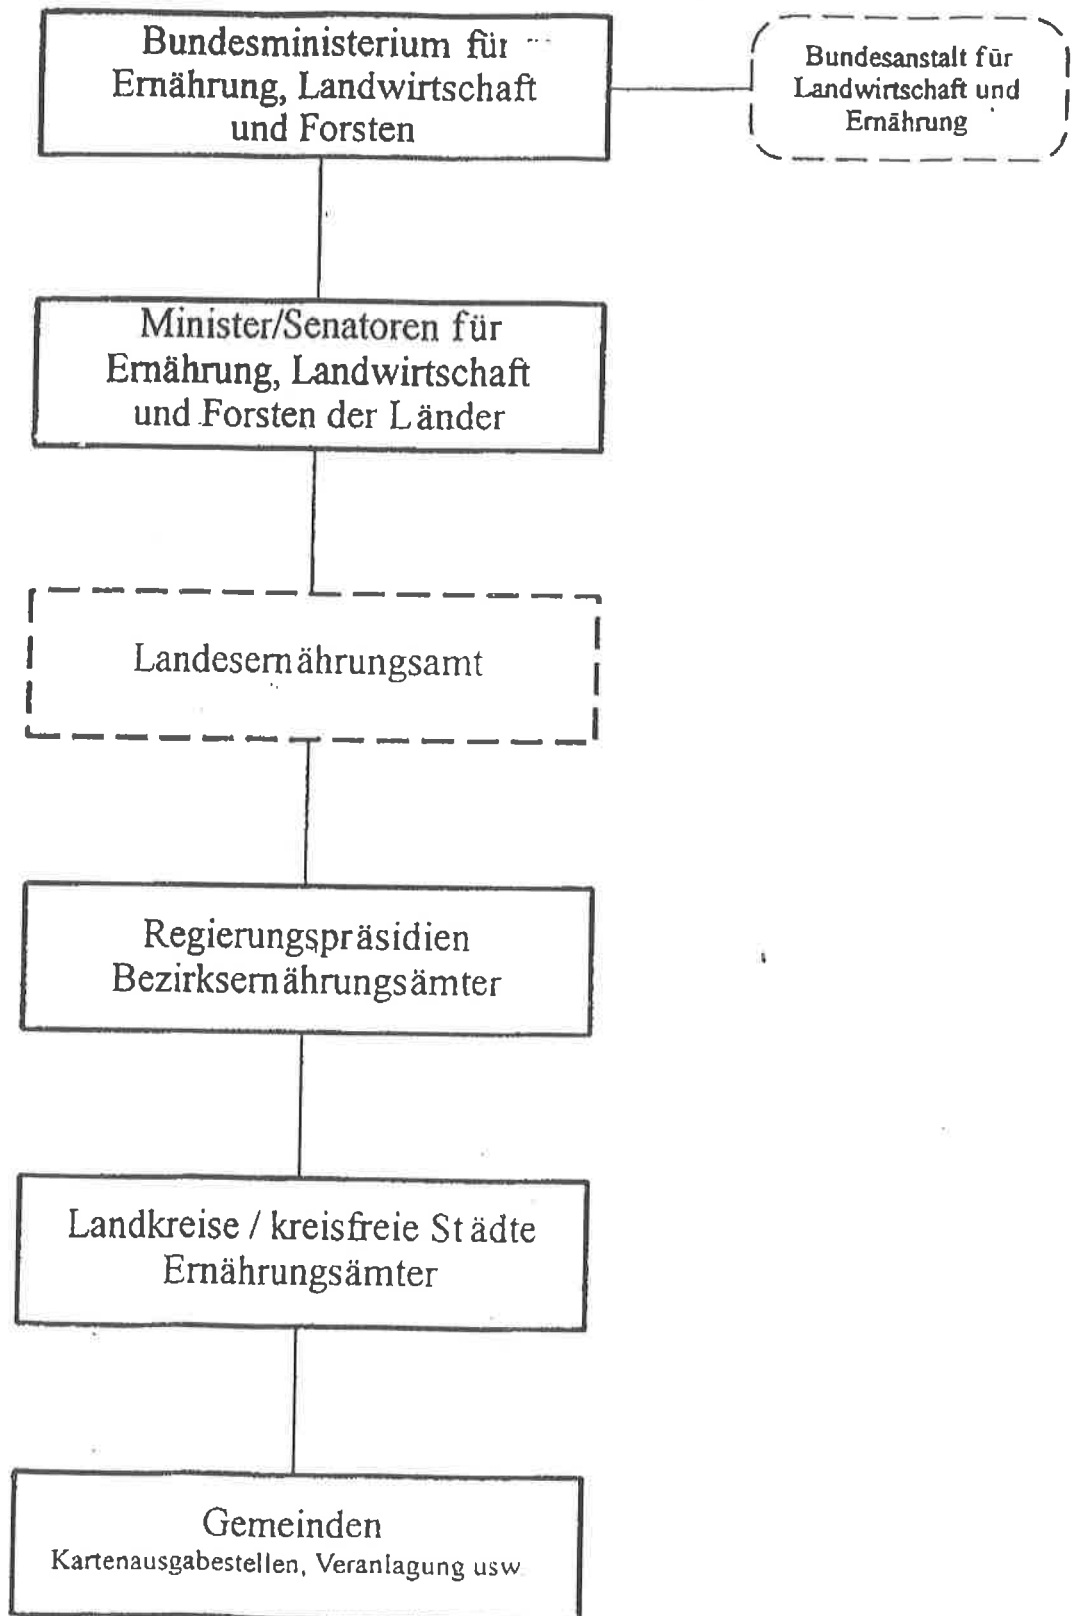 Bundesministerium für
Ernährung, Landwirtschaft
und Forsten
Bundesanstalt für
Landwirtschaft und
Ernährung
Minister/Senatoren für
Ernährung, Landwirtschaft
und Forsten der Länder
Landesernährungsamt
Regierungspräsidien
Bezirksernährungsämter
Landkreise / kreisfreie Städte
Ernährungsämter
Gemeinden
Kartenausgabestellen, Veranlagung usw